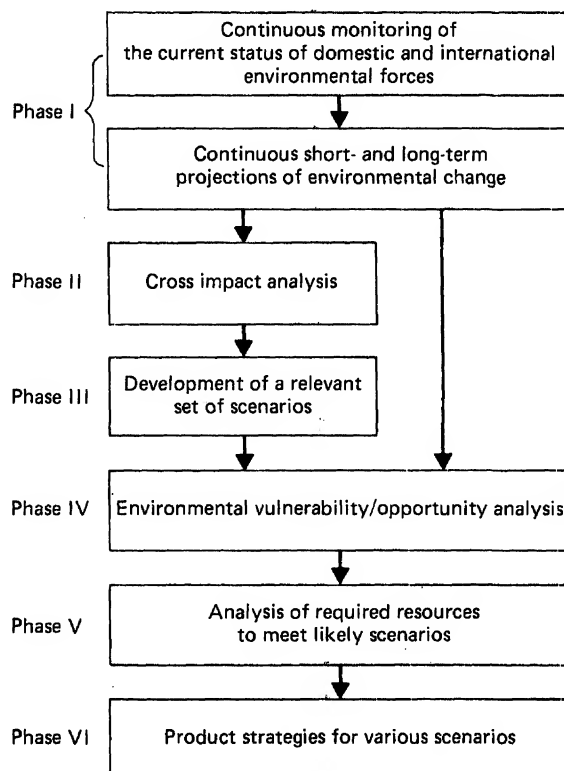 Continuous monitoring of
the current status of domestic and international
environmental forces
Phase I
Continuous short- and long-term
projections of environmental change
Phase II
Cross impact analysis
Phase III
Development of a relevant
set of scenarios
Phase IV
Environmental vulnerability/opportunity analysis
Phase V
Analysis of required resources
to meet likely scenarios
Phase VI
Product strategies for various scenarios